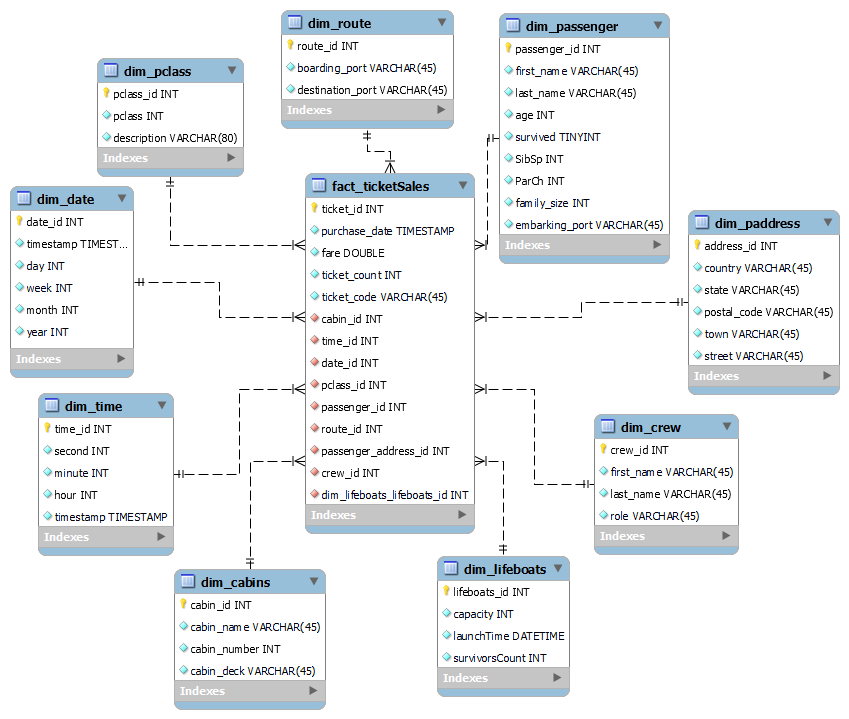 dim_route
route_id INT
boarding_port VARCHAR(45)
destination_port VARCHAR(45)
Indexes
dim_passenger
passenger_id INT
first_name VARCHAR(45)
last_name VARCHAR(45)
age INT
survived TINYINT
SibSp INT
ParCh INT
family_size INT
embarking_port VARCHAR(45)
Indexes
dim_pclass
pclass_id INT
pclass INT
description VARCHAR(80)
Indexes
dim_date
date_id INT
timestamp TIMEST...
day INT
week INT
month INT
year INT
Indexes
fact_ticketSales
ticket_id INT
purchase_date TIMESTAMP
fare DOUBLE
ticket_count INT
ticket_code VARCHAR(45)
cabin_id INT
time_id INT
date_id INT
pclass_id INT
passenger_id INT
route_id INT
passenger_address_id INT
crew_id INT
dim_lifeboats_lifeboats_id INT
Indexes
dim_paddress
address_id INT
country VARCHAR(45)
state VARCHAR(45)
postal_code VARCHAR(45)
town VARCHAR(45)
street VARCHAR(45)
Indexes
dim_time
time_id INT
second INT
minute INT
hour INT
timestamp TIMESTAMP
Indexes
dim_crew
crew_id INT
first_name VARCHAR(45)
last_name VARCHAR(45)
role VARCHAR(45)
Indexes
dim_cabins
cabin_id INT
cabin_name VARCHAR(45)
cabin_number INT
cabin_deck VARCHAR(45)
Indexes
dim_lifeboats
lifeboats_id INT
capacity INT
launchTime DATETIME
survivorsCount INT
Indexes